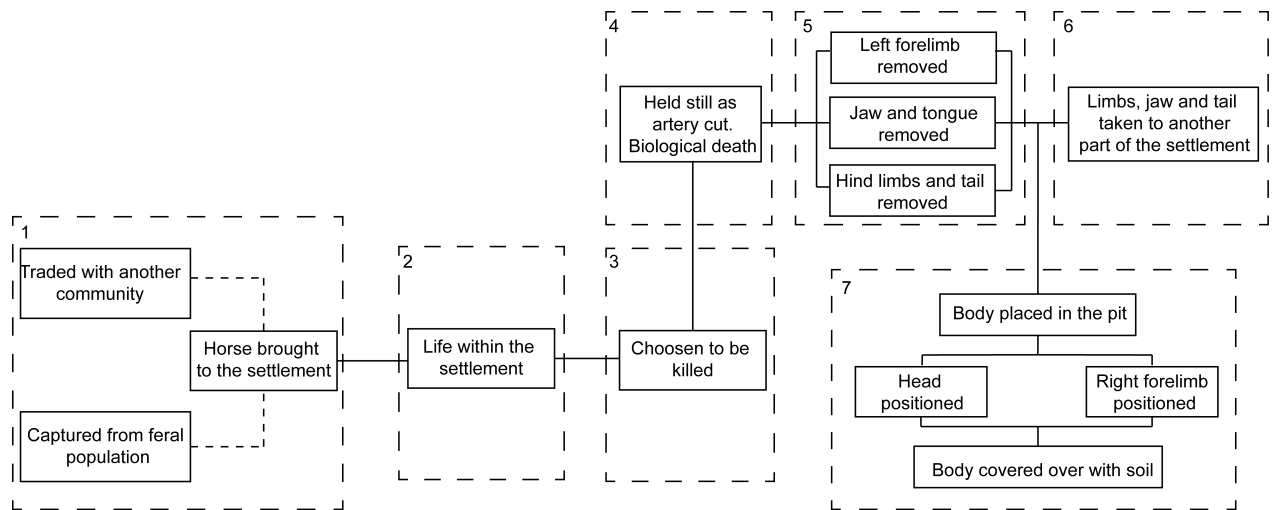 1
Traded with another
community
Captured from feral
population
Horse brought
to the settlement
2
Life within the
settlement
3
Choosen to be
killed
4
Held still as
artery cut.
Biological death
5
Left forelimb
removed
Jaw and tongue
removed
Hind limbs and tail
removed
6
Limbs, jaw and tail
taken to another
part of the settlement
7
Body placed in the pit
Head
positioned
Right forelimb
positioned
Body covered over with soil